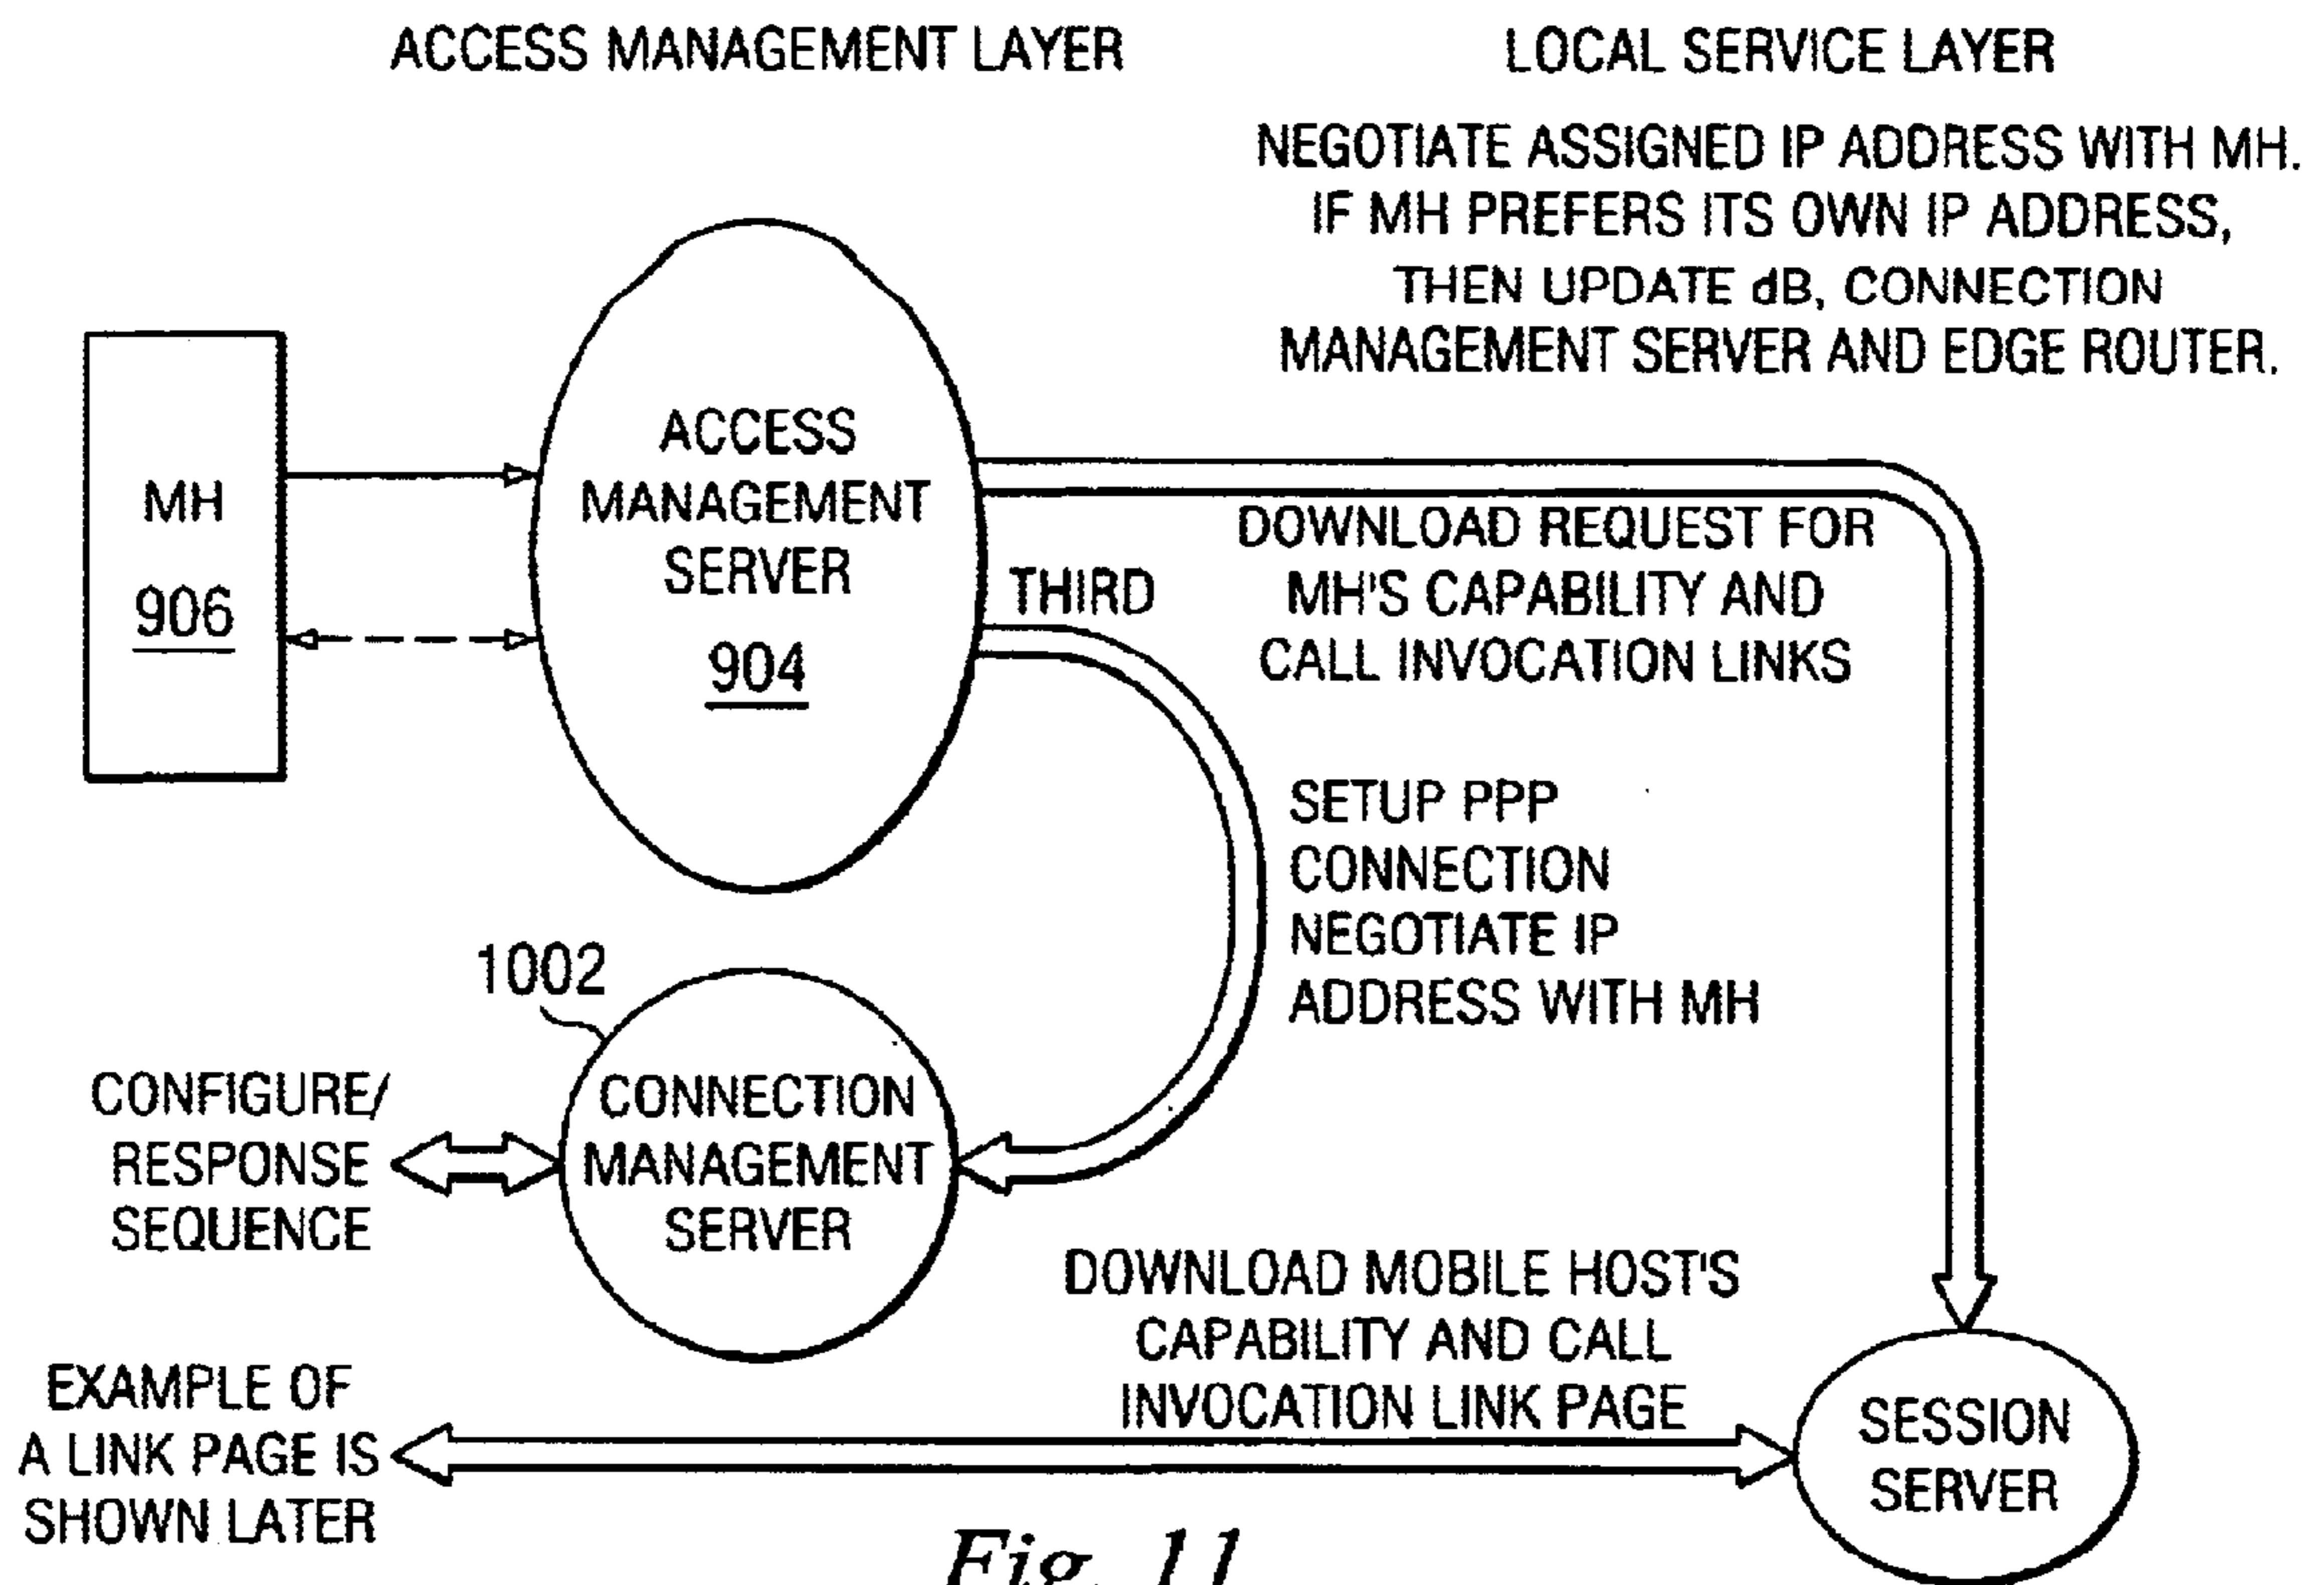 ACCESS MANAGEMENT LAYER
LOCAL SERVICE LAYER
NEGOTIATE ASSIGNED IP ADDRESS WITH MH.
IF MH PREFERS ITS OWN IP ADDRESS,
THEN UPDATE dB, CONNECTION
MANAGEMENT SERVER AND EDGE ROUTER.
MH
906
ACCESS
MANAGEMENT
SERVER
904
THIRD
DOWNLOAD REQUEST FOR
MH'S CAPABILITY AND
CALL INVOCATION LINKS
SETUP PPP
CONNECTION
NEGOTIATE IP
ADDRESS WITH MH
1002
CONFIGURE/
RESPONSE
SEQUENCE
CONNECTION
MANAGEMENT
SERVER
DOWNLOAD MOBILE HOST'S
CAPABILITY AND CALL
INVOCATION LINK PAGE
EXAMPLE OF
A LINK PAGE IS
SHOWN LATER
SESSION
SERVER
Fig. 11